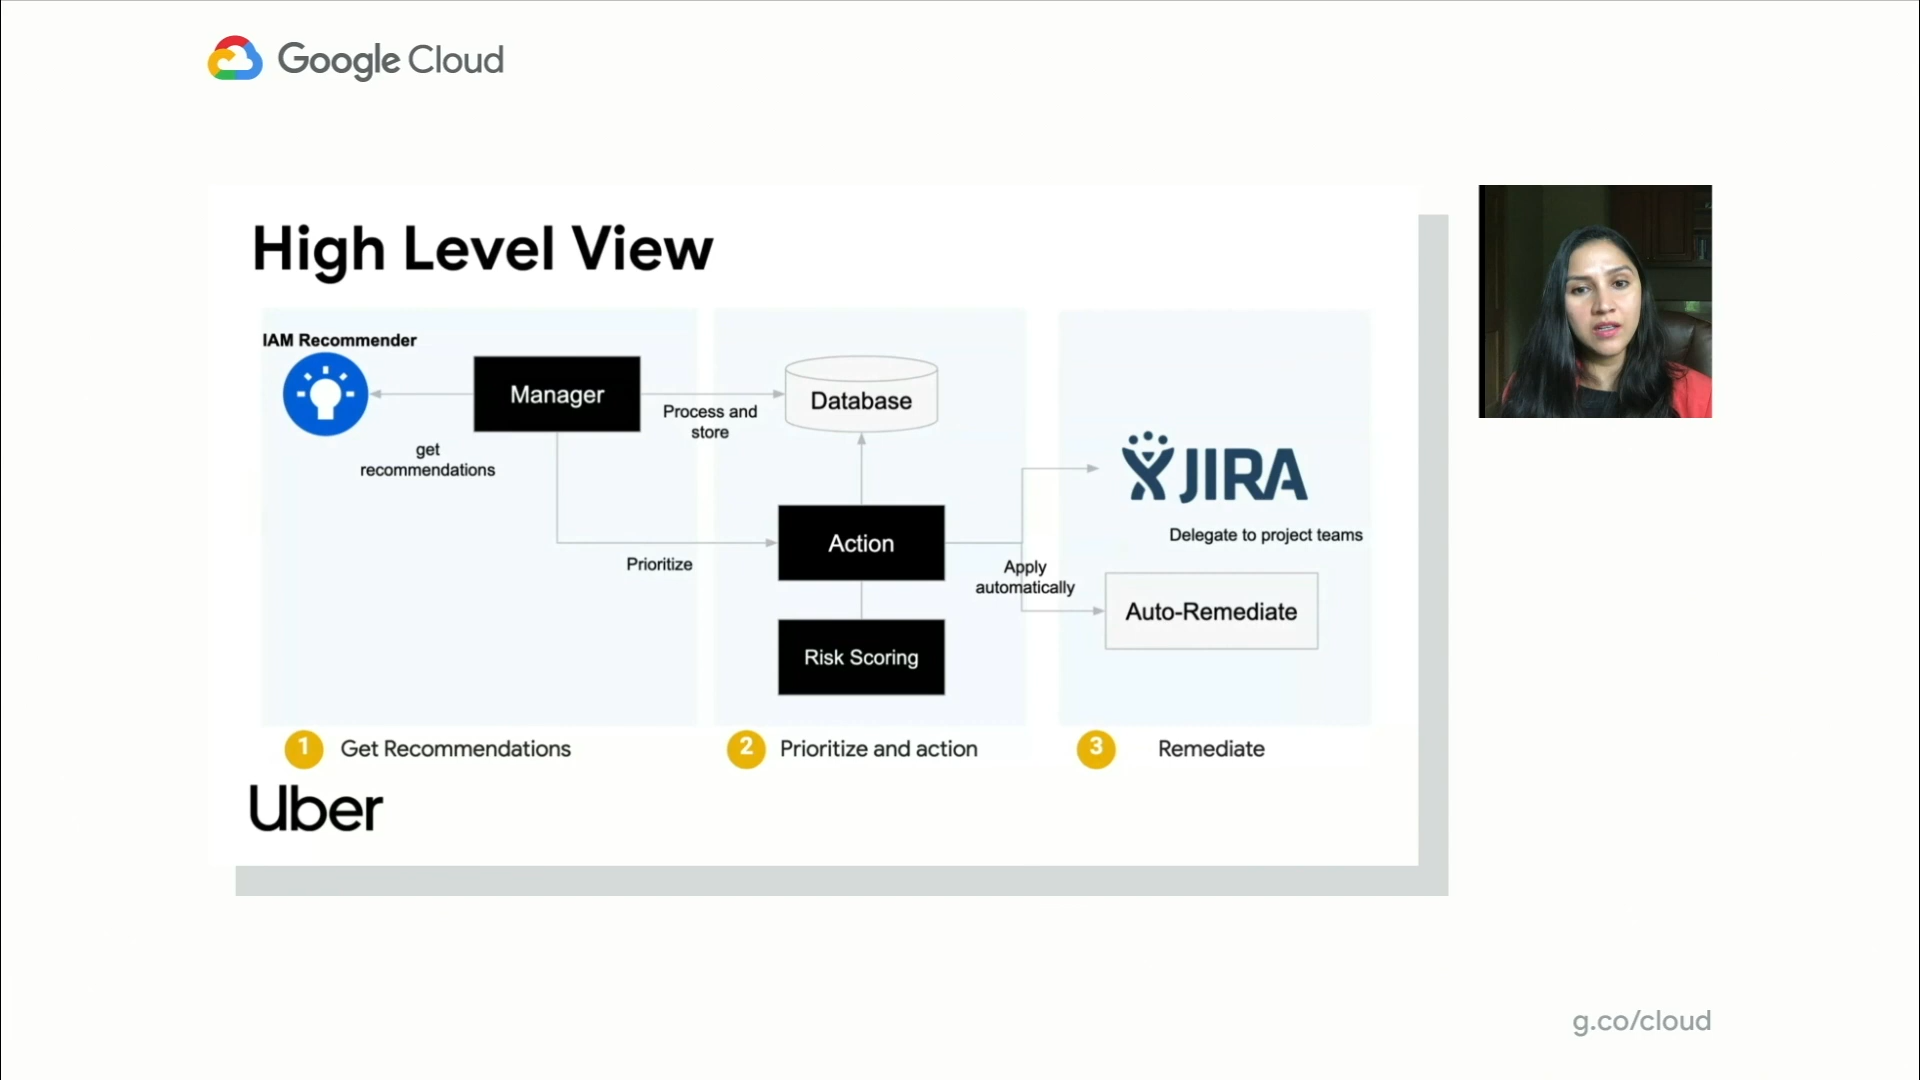 Google Cloud
High Level View
IAM Recommender
Manager
get
recommendations
Process and
store
Database
Prioritize
Action
Risk Scoring
Apply
automatically
JIRA
Delegate to project teams
Auto-Remediate
1 Get Recommendations
2 Prioritize and action
3 Remediate
Uber
g.co/cloud